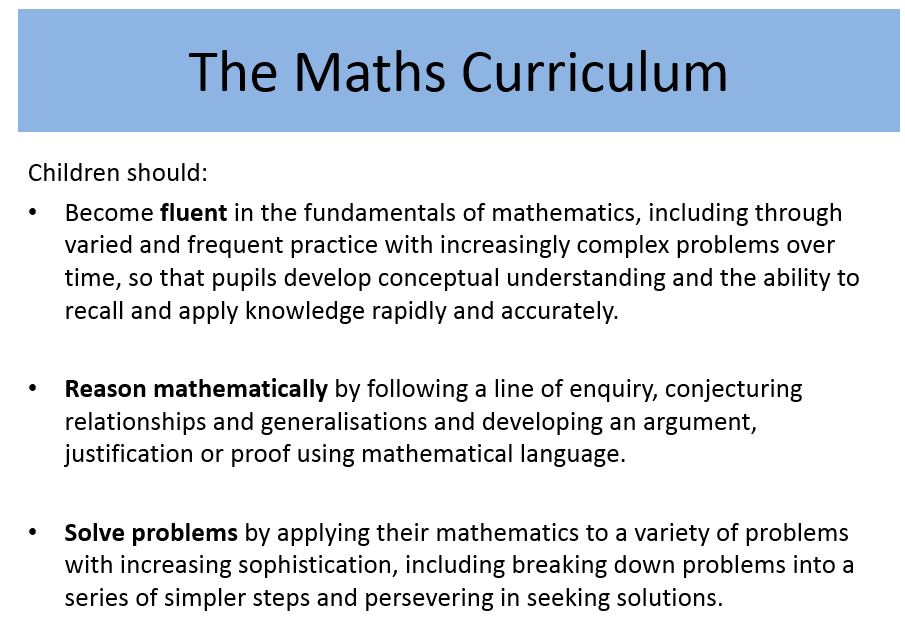 The Maths Curriculum
Children should:
• Become fluent in the fundamentals of mathematics, including through
varied and frequent practice with increasingly complex problems over
time, so that pupils develop conceptual understanding and the ability to
recall and apply knowledge rapidly and accurately.
• Reason mathematically by following a line of enquiry, conjecturing
relationships and generalisations and developing an argument,
justification or proof using mathematical language.
• Solve problems by applying their mathematics to a variety of problems
with increasing sophistication, including breaking down problems into a
series of simpler steps and persevering in seeking solutions.